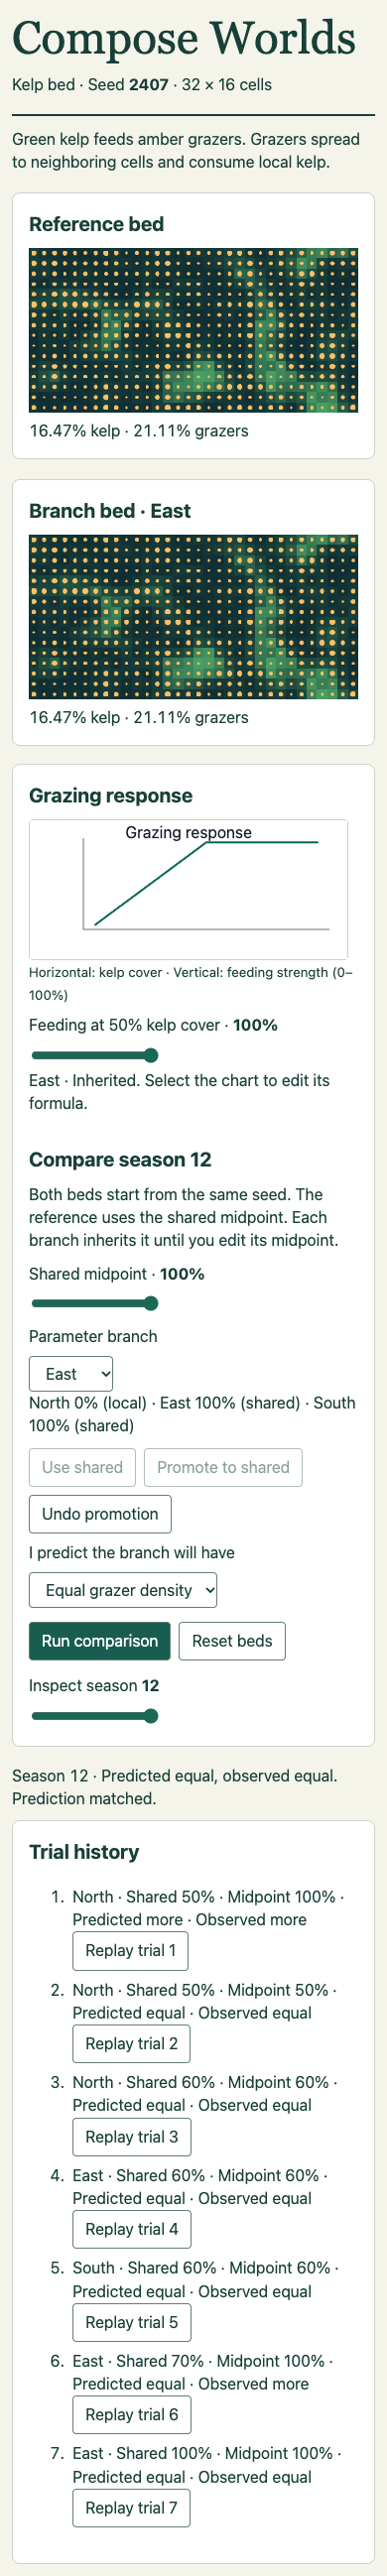 Compose Worlds
Kelp bed · Seed 2407 · 32 × 16 cells
Green kelp feeds amber grazers. Grazers spread
to neighboring cells and consume local kelp.
Reference bed
16.47% kelp · 21.11% grazers
Branch bed · East
16.47% kelp · 21.11% grazers
Grazing response
Grazing response
Horizontal: kelp cover · Vertical: feeding strength (0–
100%)
Feeding at 50% kelp cover · 100%
East · Inherited. Select the chart to edit its
formula.
Compare season 12
Both beds start from the same seed. The
reference uses the shared midpoint. Each
branch inherits it until you edit its midpoint.
Shared midpoint · 100%
Parameter branch
East
North 0% (local) · East 100% (shared) · South
100% (shared)
Use shared Promote to shared
Undo promotion
I predict the branch will have
Equal grazer density
Run comparison Reset beds
Inspect season 12
Season 12 · Predicted equal, observed equal.
Prediction matched.
Trial history
1. North · Shared 50% · Midpoint 100% ·
Predicted more · Observed more
Replay trial 1
2. North · Shared 50% · Midpoint 50% ·
Predicted equal · Observed equal
Replay trial 2
3. North · Shared 60% · Midpoint 60% ·
Predicted equal · Observed equal
Replay trial 3
4. East · Shared 60% · Midpoint 60% ·
Predicted equal · Observed equal
Replay trial 4
5. South · Shared 60% · Midpoint 60% ·
Predicted equal · Observed equal
Replay trial 5
6. East · Shared 70% · Midpoint 100% ·
Predicted equal · Observed more
Replay trial 6
7. East · Shared 100% · Midpoint 100% ·
Predicted equal · Observed equal
Replay trial 7